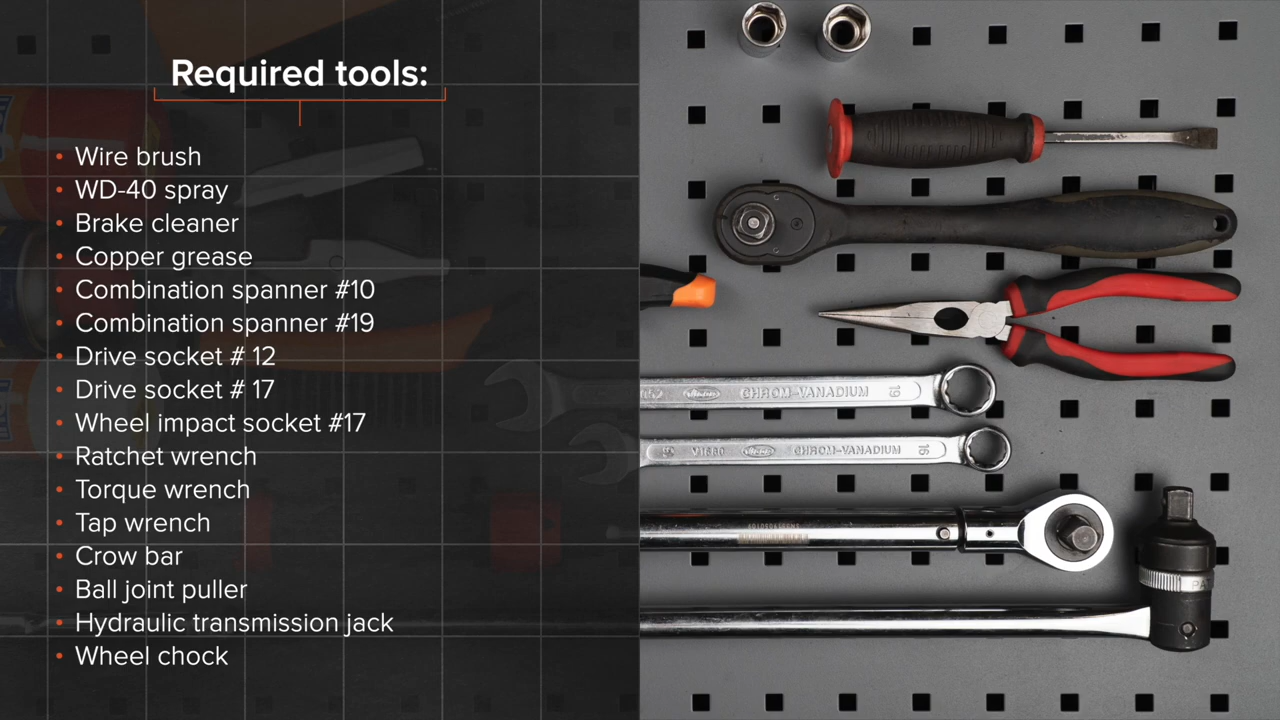 Required tools:
• Wire brush
• WD-40 spray
• Brake cleaner
• Copper grease
• Combination spanner #10
• Combination spanner #19
• Drive socket # 12
• Drive socket # 17
• Wheel impact socket #17
• Ratchet wrench
• Torque wrench
• Tap wrench
• Crow bar
• Ball joint puller
• Hydraulic transmission jack
• Wheel chock
CHROM-VANADIUM 19
CHROM-VANADIUM 16